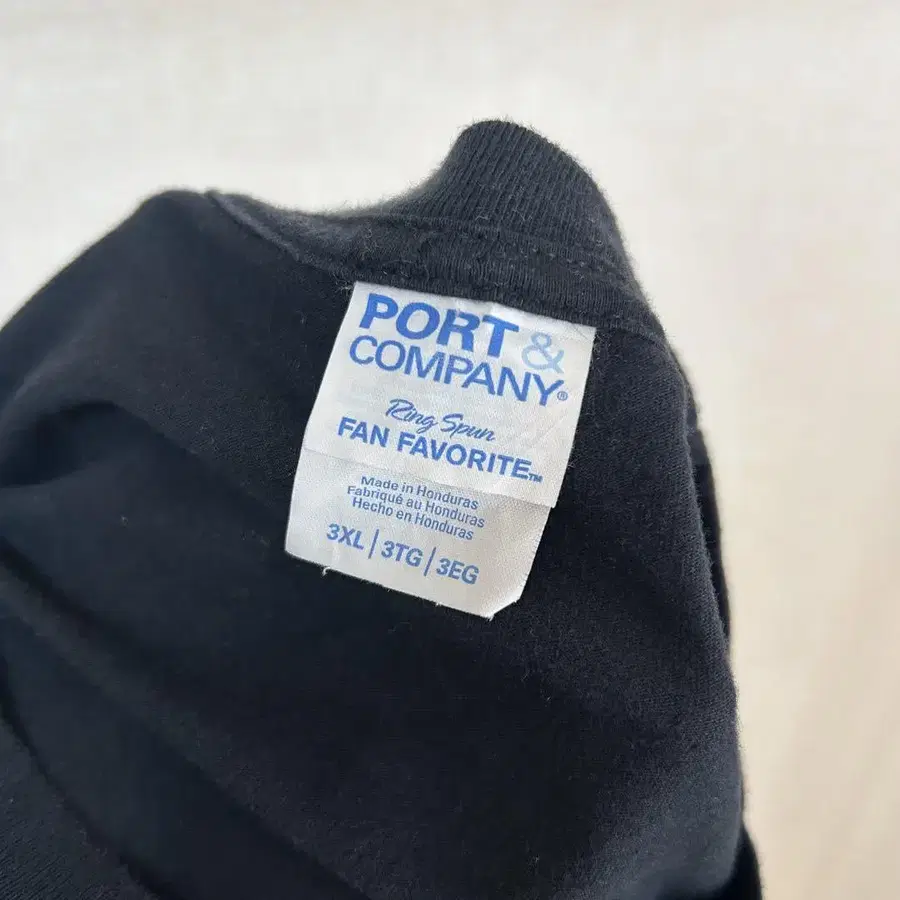 PORT &
COMPANY®
Ring Spun
FAN FAVORITE™
Made in Honduras
Fabriqué au Honduras
Hecho en Honduras
3XL | 3TG | 3EG